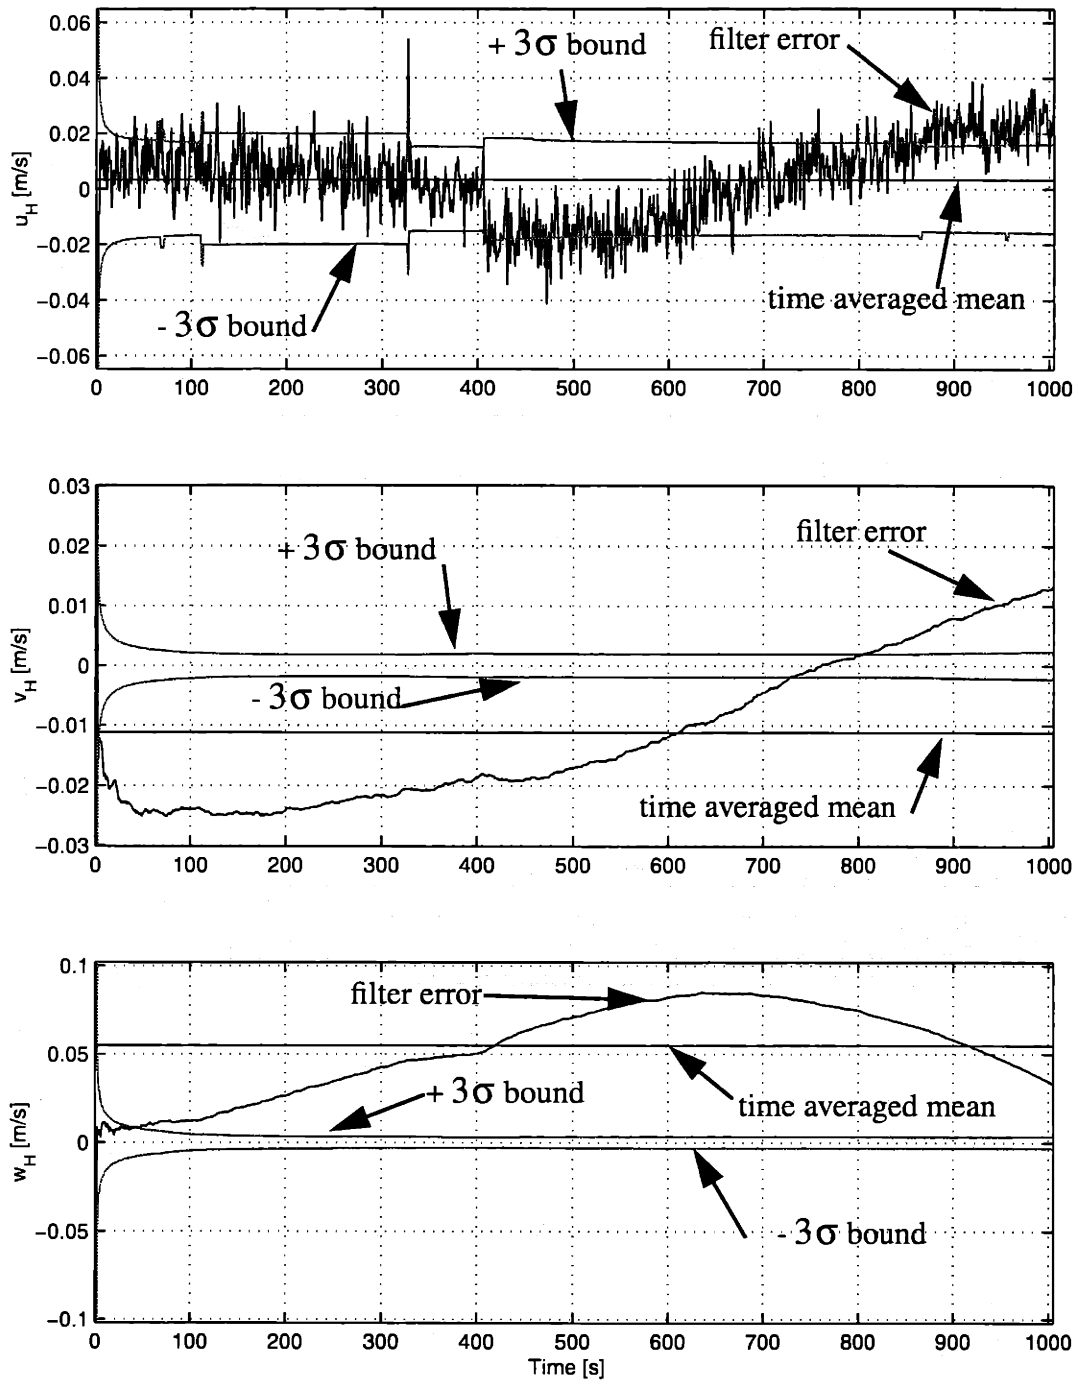 0.06
0.04
0.02
0
−0.02
−0.04
−0.06
u_H [m/s]
+ 3σ bound
filter error
time averaged mean
- 3σ bound
0 100 200 300 400 500 600 700 800 900 1000
0.03
0.02
0.01
0
−0.01
−0.02
−0.03
v_H [m/s]
+ 3σ bound
filter error
- 3σ bound
time averaged mean
0 100 200 300 400 500 600 700 800 900 1000
0.1
0.05
0
−0.05
−0.1
w_H [m/s]
filter error
+ 3σ bound
time averaged mean
- 3σ bound
0 100 200 300 400 500 600 700 800 900 1000
Time [s]